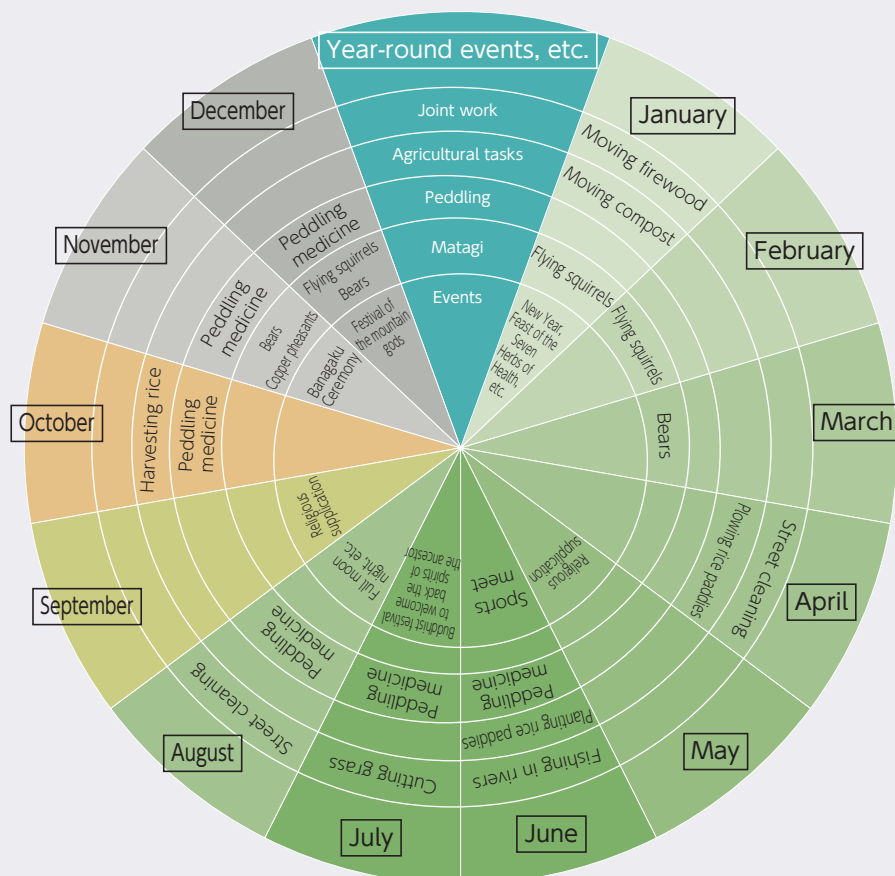 Year-round events, etc.
Joint work
Agricultural tasks
Peddling
Matagi
Events
January
Moving firewood
Moving compost
Flying squirrels
New Year,
Feast of the
Seven
Herbs of
Health,
etc.
February
Flying squirrels
March
Bears
April
Street cleaning
Plowing rice paddies
May
Religious
supplication
June
Fishing in rivers
Planting rice paddies
Peddling
medicine
Sports
meet
July
Cutting grass
Peddling
medicine
Buddhist festival
to welcome
back the
spirits of
the ancestor
August
Street cleaning
Peddling
medicine
Full moon
night, etc.
September
Religious
supplication
October
Harvesting rice
Peddling
medicine
November
Peddling
medicine
Bears
Copper pheasants
Banagaku
Ceremony
December
Peddling
medicine
Flying squirrels
Bears
Festival of
the mountain
gods